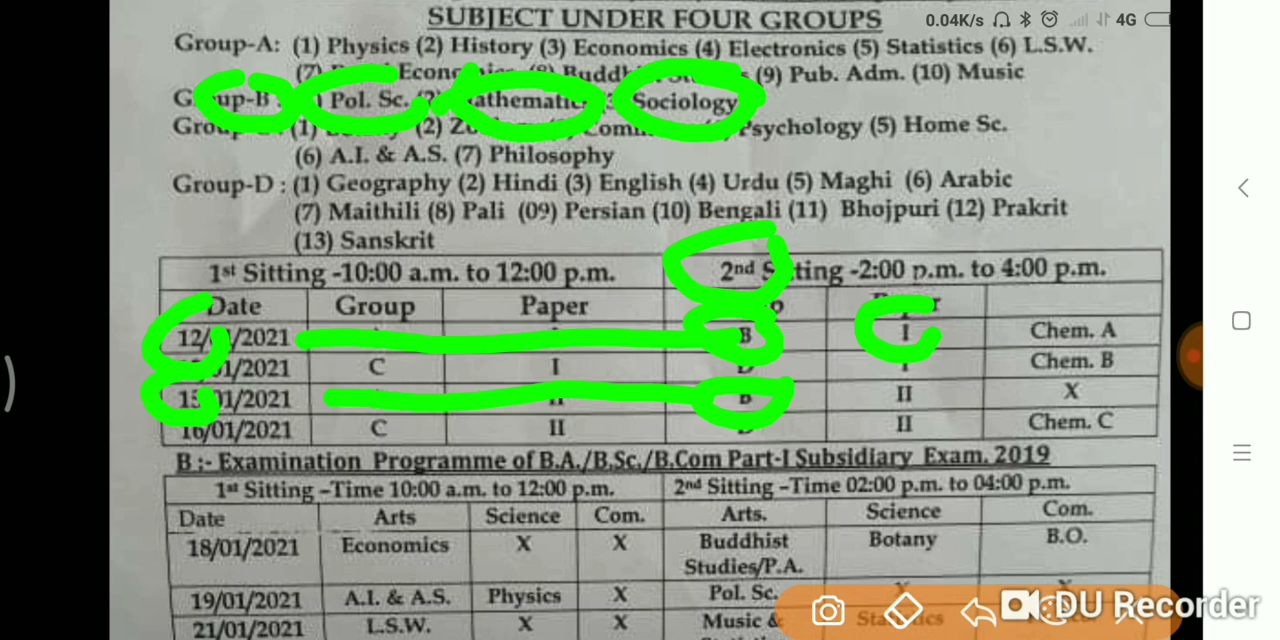 SUBJECT UNDER FOUR GROUPS
0.04K/s 4G
Group-A: (1) Physics (2) History (3) Economics (4) Electronics (5) Statistics (6) L.S.W.
(7) (9) Pub. Adm. (10) Music
Pol. Sc. Sociology
(1) (2) Psychology (5) Home Sc.
(6) A.I. & A.S. (7) Philosophy
Group-D : (1) Geography (2) Hindi (3) English (4) Urdu (5) Maghi (6) Arabic
(7) Maithili (8) Pali (09) Persian (10) Bengali (11) Bhojpuri (12) Prakrit
(13) Sanskrit
1st Sitting -10:00 a.m. to 12:00 p.m. 2nd Sitting -2:00 p.m. to 4:00 p.m.
Date Group Paper
B I Chem. A
C I I Chem. B
B II X
16/01/2021 C II II Chem. C
B :- Examination Programme of B.A./B.Sc./B.Com Part-I Subsidiary Exam. 2019
1st Sitting –Time 10:00 a.m. to 12:00 p.m. 2nd Sitting –Time 02:00 p.m. to 04:00 p.m.
Date Arts Science Com. Arts. Science Com.
18/01/2021 Economics X X Buddhist Studies/P.A. Botany B.O.
19/01/2021 A.I. & A.S. Physics X Pol. Sc.
21/01/2021 L.S.W. X X Music &
DU Recorder